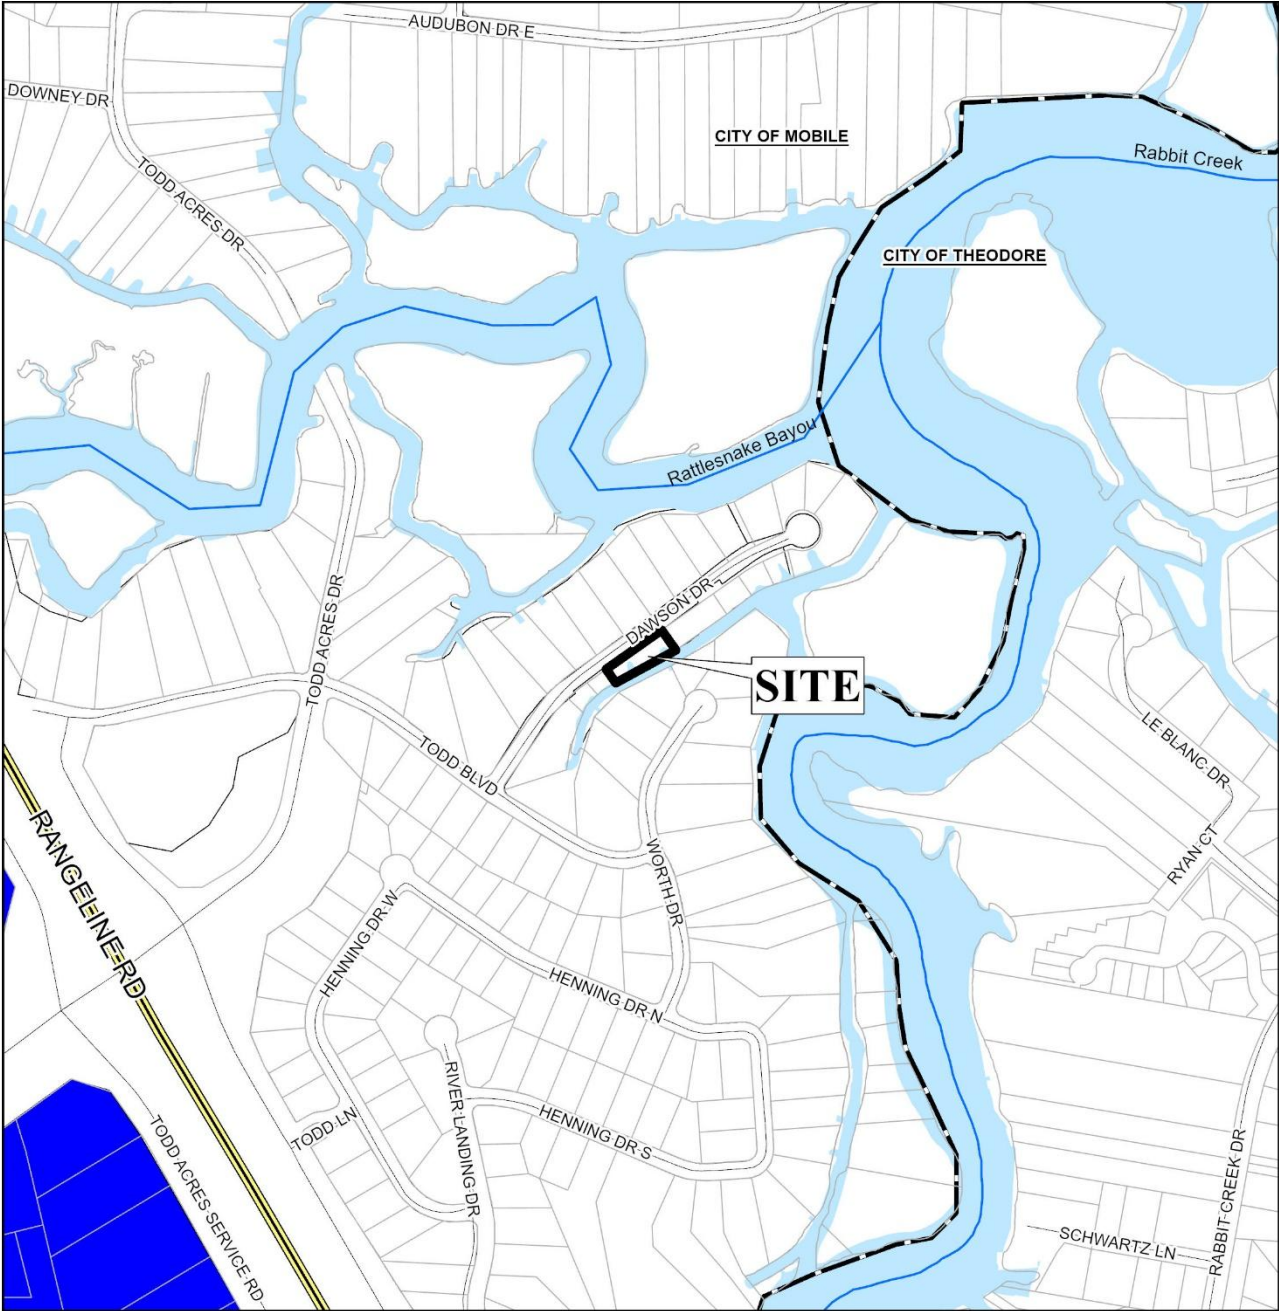 AUDUBON DR E
DOWNEY DR
CITY OF MOBILE
Rabbit Creek
TODD ACRES DR
CITY OF THEODORE
Rattlesnake Bayou
DAWSON DR
TODD ACRES DR
SITE
LE BLANC DR
TODD BLVD
RANGELINE RD
WORTH DR
RYAN CT
HENNING DR W
HENNING DR N
RIVER LANDING DR
TODD LN
HENNING DR S
TODD ACRES SERVICE RD
RABBIT CREEK DR
SCHWARTZ LN